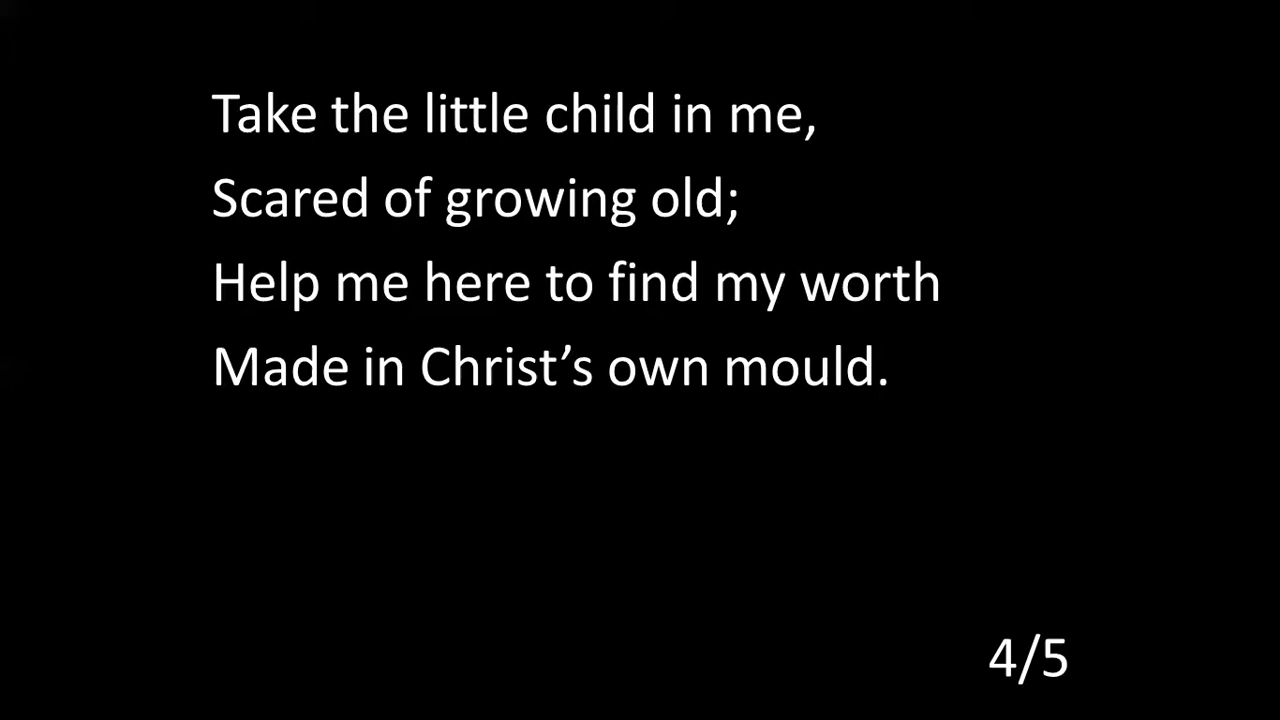 Take the little child in me,
Scared of growing old;
Help me here to find my worth
Made in Christ’s own mould.
4/5